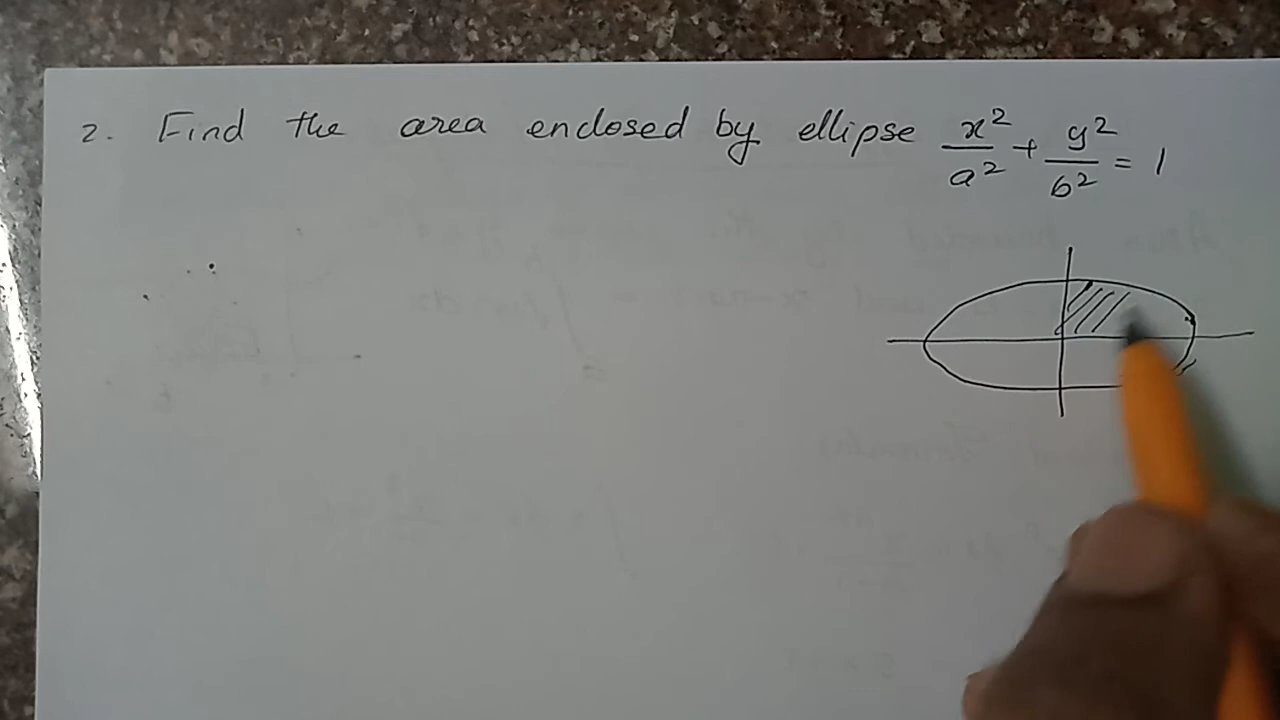 2. Find the area enclosed by ellipse x²/a² + y²/b² = 1